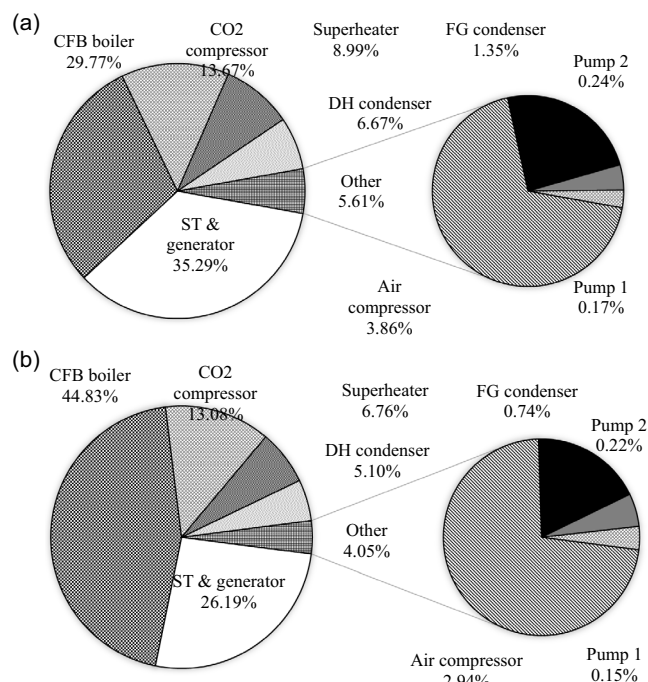 (a)
CFB boiler
29.77%
CO2
compressor
13.67%
Superheater
8.99%
FG condenser
1.35%
Pump 2
0.24%
DH condenser
6.67%
Other
5.61%
ST &
generator
35.29%
Air
compressor
3.86%
Pump 1
0.17%
(b)
CFB boiler
44.83%
CO2
compressor
13.08%
Superheater
6.76%
FG condenser
0.74%
Pump 2
0.22%
DH condenser
5.10%
Other
4.05%
ST & generator
26.19%
Air compressor
2.94%
Pump 1
0.15%